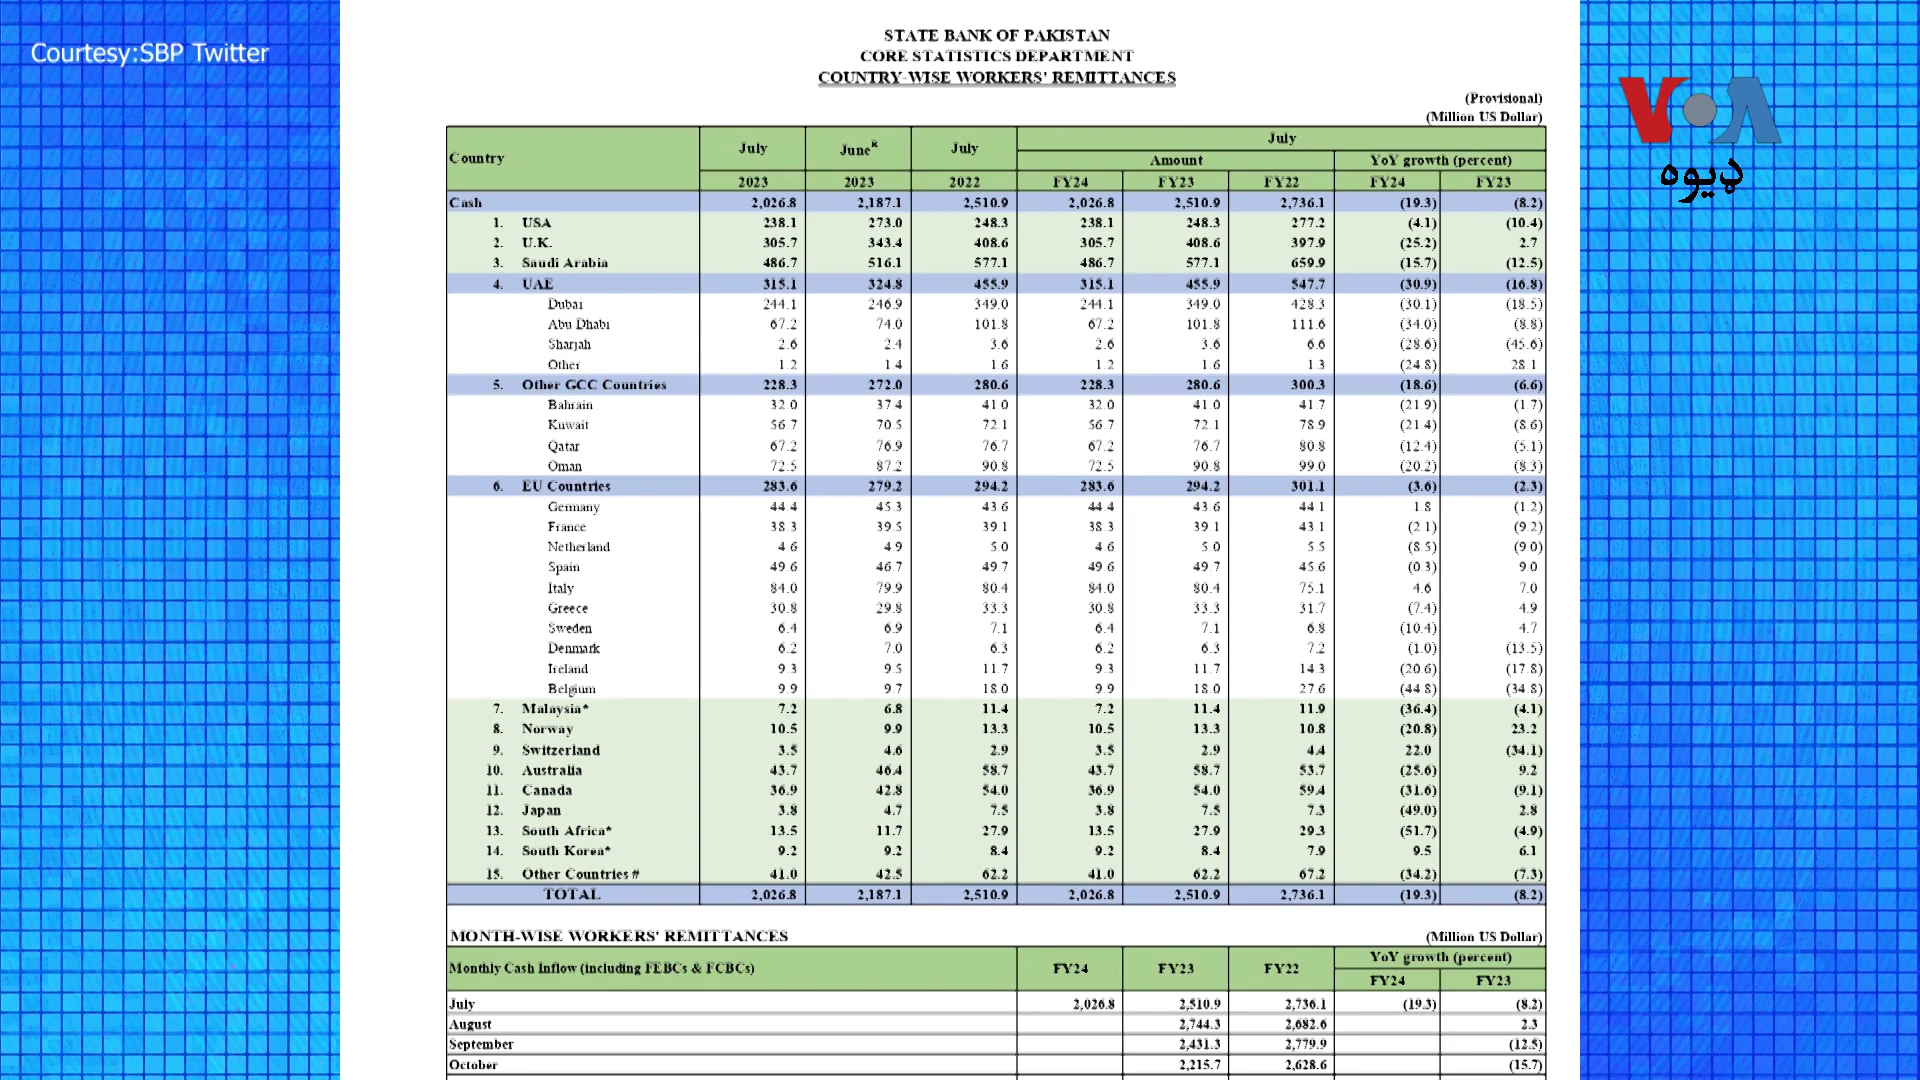 Courtesy:SBP Twitter
VOA
ډیوه
STATE BANK OF PAKISTAN
CORE STATISTICS DEPARTMENT
COUNTRY-WISE WORKERS' REMITTANCES
(Provisional)
(Million US Dollar)
Country July June^R July July
Amount YoY growth (percent)
2023 2023 2022 FY24 FY23 FY22 FY24 FY23
Cash 2,026.8 2,187.1 2,510.9 2,026.8 2,510.9 2,736.1 (19.3) (8.2)
1. USA 238.1 273.0 248.3 238.1 248.3 277.2 (4.1) (10.4)
2. U.K. 305.7 343.4 408.6 305.7 408.6 397.9 (25.2) 2.7
3. Saudi Arabia 486.7 516.1 577.1 486.7 577.1 659.9 (15.7) (12.5)
4. UAE 315.1 324.8 455.9 315.1 455.9 547.7 (30.9) (16.8)
Dubai 244.1 246.9 349.0 244.1 349.0 428.3 (30.1) (18.5)
Abu Dhabi 67.2 74.0 101.8 67.2 101.8 111.6 (34.0) (8.8)
Sharjah 2.6 2.4 3.6 2.6 3.6 6.6 (28.6) (45.6)
Other 1.2 1.4 1.6 1.2 1.6 1.3 (24.8) 28.1
5. Other GCC Countries 228.3 272.0 280.6 228.3 280.6 300.3 (18.6) (6.6)
Bahrain 32.0 37.4 41.0 32.0 41.0 41.7 (21.9) (1.7)
Kuwait 56.7 70.5 72.1 56.7 72.1 78.9 (21.4) (8.6)
Qatar 67.2 76.9 76.7 67.2 76.7 80.8 (12.4) (5.1)
Oman 72.5 87.2 90.8 72.5 90.8 99.0 (20.2) (8.3)
6. EU Countries 283.6 279.2 294.2 283.6 294.2 301.1 (3.6) (2.3)
Germany 44.4 45.3 43.6 44.4 43.6 44.1 1.8 (1.2)
France 38.3 39.5 39.1 38.3 39.1 43.1 (2.1) (9.2)
Netherland 4.6 4.9 5.0 4.6 5.0 5.5 (8.5) (9.0)
Spain 49.6 46.7 49.7 49.6 49.7 45.6 (0.3) 9.0
Italy 84.0 79.9 80.4 84.0 80.4 75.1 4.6 7.0
Greece 30.8 29.8 33.3 30.8 33.3 31.7 (7.4) 4.9
Sweden 6.4 6.9 7.1 6.4 7.1 6.8 (10.4) 4.7
Denmark 6.2 7.0 6.3 6.2 6.3 7.2 (1.0) (13.5)
Ireland 9.3 9.5 11.7 9.3 11.7 14.3 (20.6) (17.8)
Belgium 9.9 9.7 18.0 9.9 18.0 27.6 (44.8) (34.8)
7. Malaysia* 7.2 6.8 11.4 7.2 11.4 11.9 (36.4) (4.1)
8. Norway 10.5 9.9 13.3 10.5 13.3 10.8 (20.8) 23.2
9. Switzerland 3.5 4.6 2.9 3.5 2.9 4.4 22.0 (34.1)
10. Australia 43.7 46.4 58.7 43.7 58.7 53.7 (25.6) 9.2
11. Canada 36.9 42.8 54.0 36.9 54.0 59.4 (31.6) (9.1)
12. Japan 3.8 4.7 7.5 3.8 7.5 7.3 (49.0) 2.8
13. South Africa* 13.5 11.7 27.9 13.5 27.9 29.3 (51.7) (4.9)
14. South Korea* 9.2 9.2 8.4 9.2 8.4 7.9 9.5 6.1
15. Other Countries # 41.0 42.5 62.2 41.0 62.2 67.2 (34.2) (7.3)
TOTAL 2,026.8 2,187.1 2,510.9 2,026.8 2,510.9 2,736.1 (19.3) (8.2)
MONTH-WISE WORKERS' REMITTANCES (Million US Dollar)
Monthly Cash Inflow (including FEBCs & FCBCs) FY24 FY23 FY22 YoY growth (percent)
FY24 FY23
July 2,026.8 2,510.9 2,736.1 (19.3) (8.2)
August 2,744.3 2,682.6 2.3
September 2,431.3 2,779.9 (12.5)
October 2,215.7 2,628.6 (15.7)